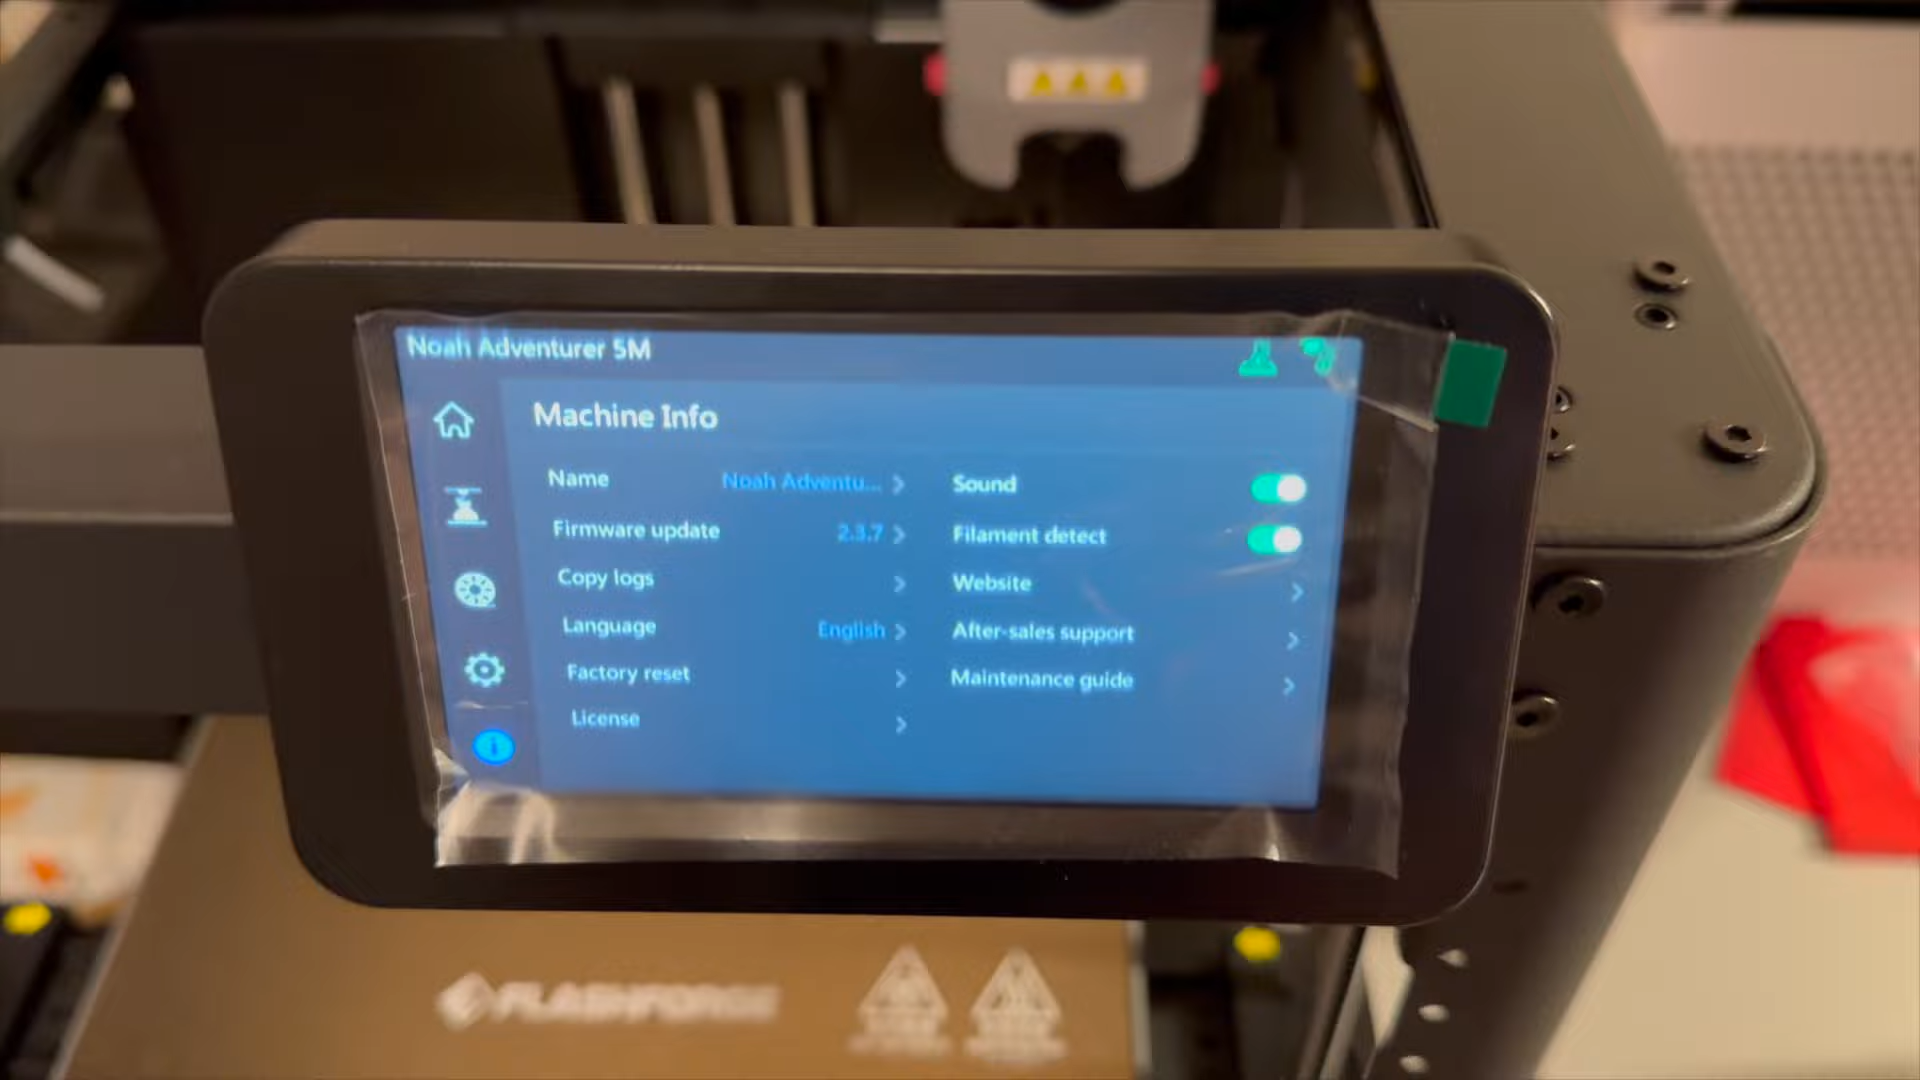 Noah Adventurer 5M
Machine Info
Name Noah Adventu...
Firmware update 2.3.7
Copy logs
Language English
Factory reset
License
Sound
Filament detect
Website
After-sales support
Maintenance guide
FLASHFORGE